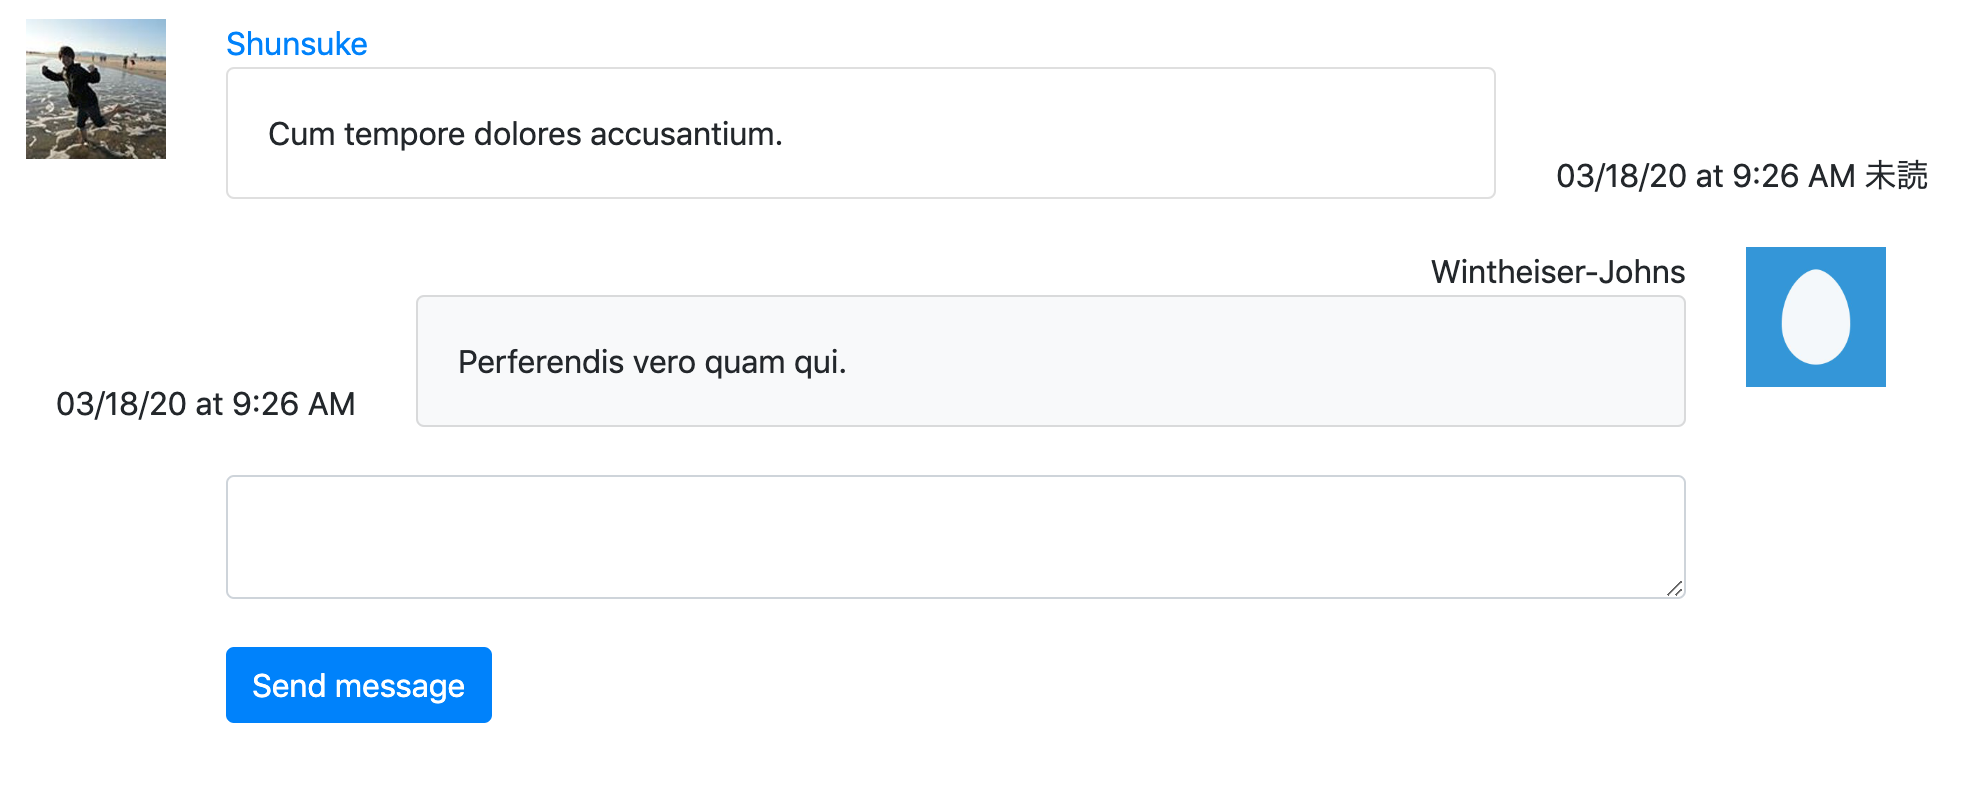 Shunsuke
Cum tempore dolores accusantium.
03/18/20 at 9:26 AM 未読
Wintheiser-Johns
Perferendis vero quam qui.
03/18/20 at 9:26 AM
Send message